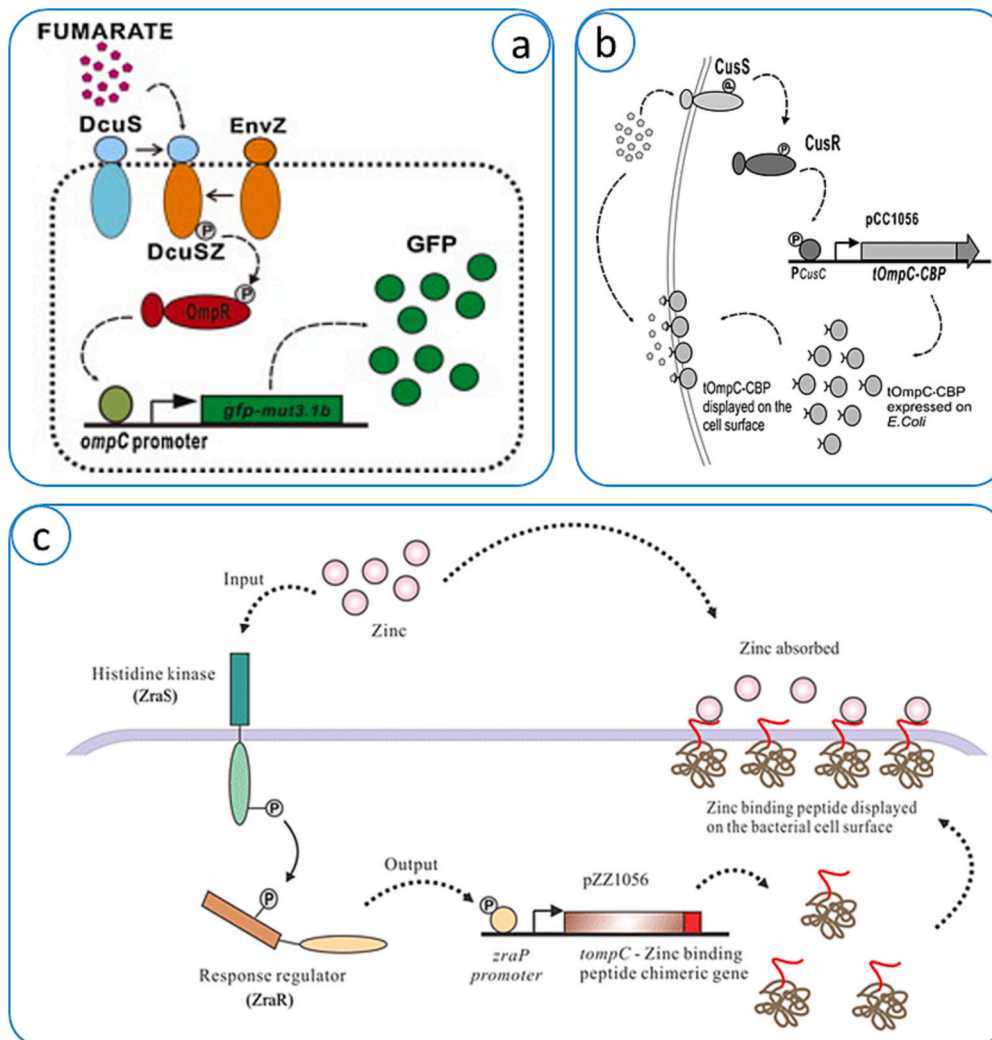 a
FUMARATE
DcuS
EnvZ
P
DcuSZ
GFP
P
OmpR
gfp-mut3.1b
ompC promoter
b
CusS
P
P
CusR
pCC1056
P
PCusC
tOmpC-CBP
tOmpC-CBP
displayed on the
cell surface
tOmpC-CBP
expressed on
E.Coli
c
Input
Zinc
Zinc absorbed
Histidine kinase
(ZraS)
P
Zinc binding peptide displayed
on the bacterial cell surface
P
Output
pZZ1056
P
Response regulator
(ZraR)
zraP
promoter
tompC - Zinc binding
peptide chimeric gene